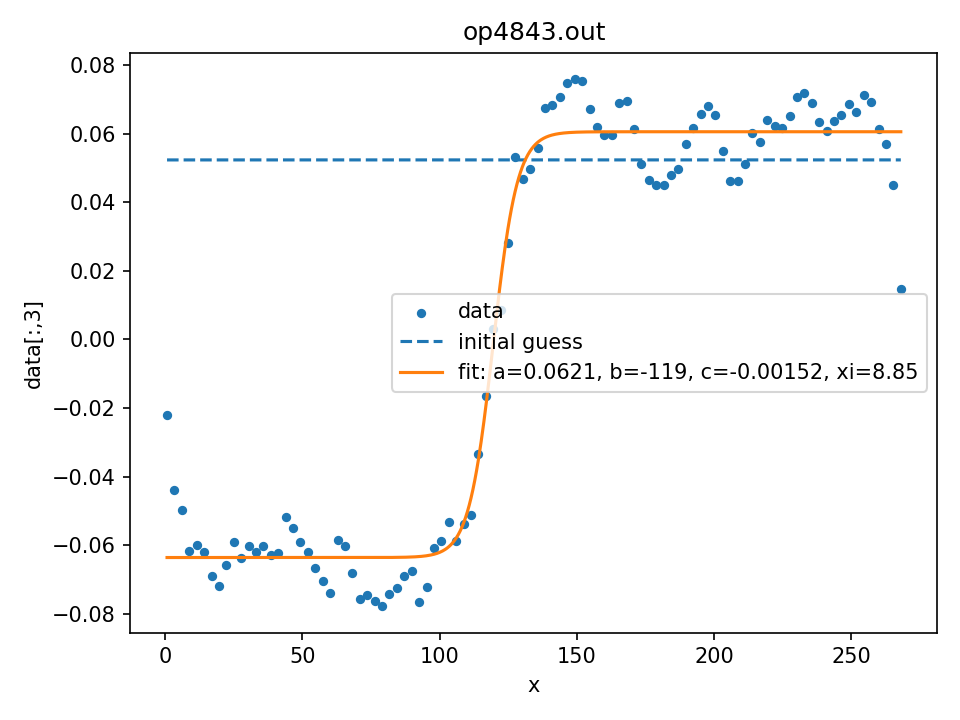 op4843.out
0.08
0.06
0.04
0.02
0.00
−0.02
−0.04
−0.06
−0.08
data[:,3]
data
initial guess
fit: a=0.0621, b=-119, c=-0.00152, xi=8.85
0 50 100 150 200 250
x